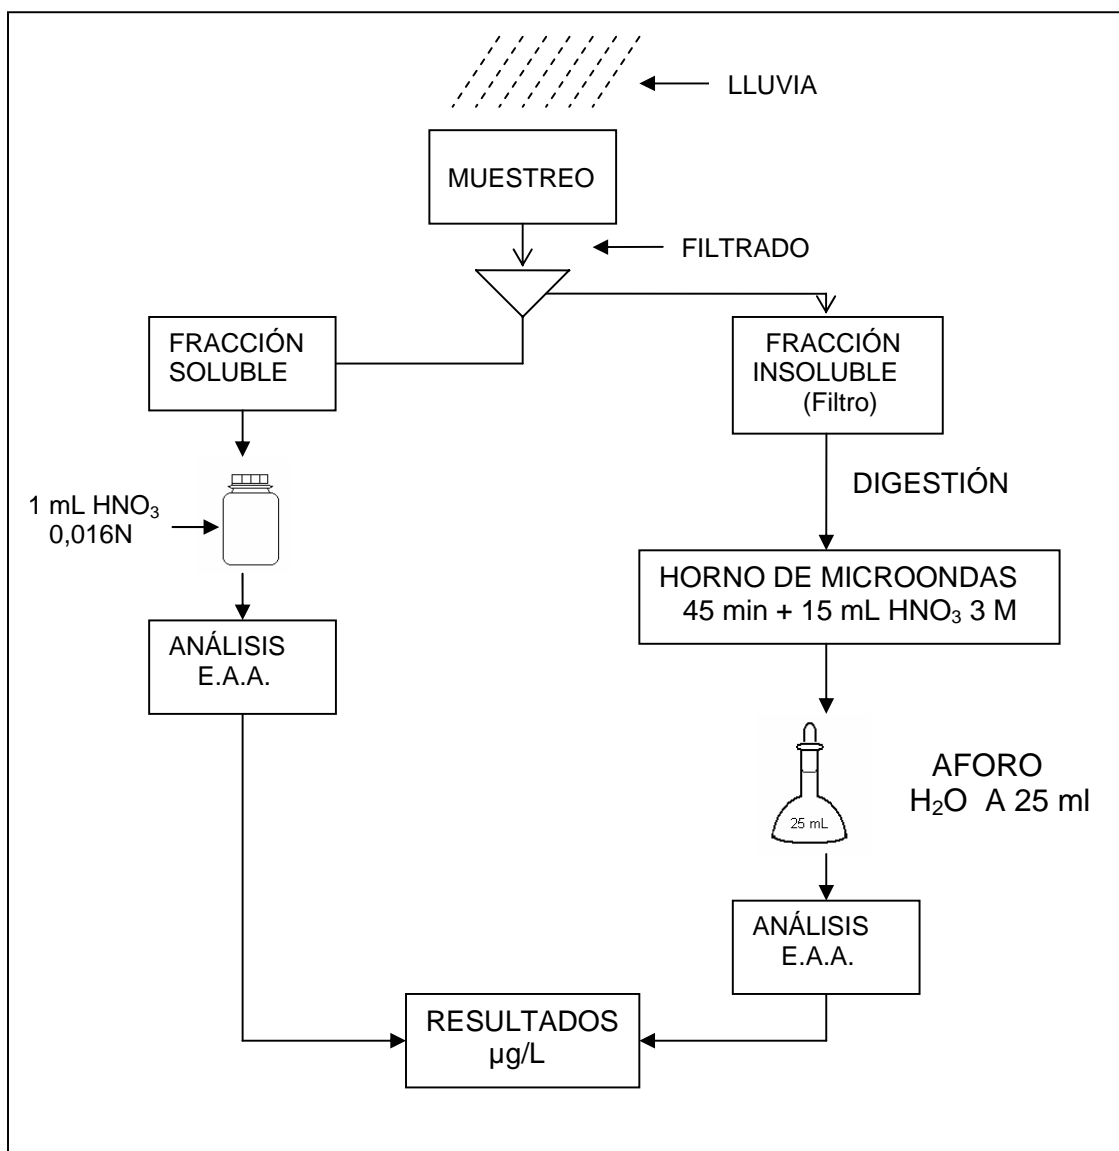 LLUVIA
MUESTREO
FILTRADO
FRACCIÓN
SOLUBLE
FRACCIÓN
INSOLUBLE
(Filtro)
1 mL HNO₃
0,016N
DIGESTIÓN
HORNO DE MICROONDAS
45 min + 15 mL HNO₃ 3 M
ANÁLISIS
E.A.A.
25 mL
AFORO
H₂O A 25 ml
ANÁLISIS
E.A.A.
RESULTADOS
µg/L